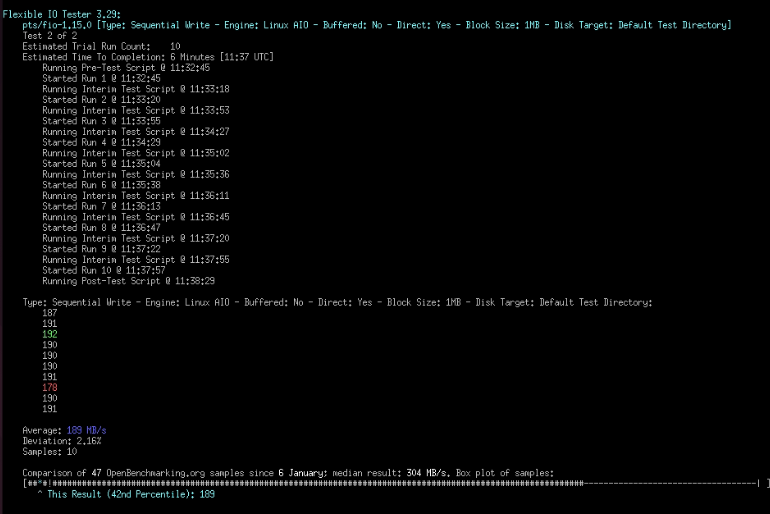 Flexible IO Tester 3.29:
pts/fio-1.15.0 [Type: Sequential Write - Engine: Linux AIO - Buffered: No - Direct: Yes - Block Size: 1MB - Disk Target: Default Test Directory]
Test 2 of 2
Estimated Trial Run Count: 10
Estimated Time To Completion: 6 Minutes [11:37 UTC]
Running Pre-Test Script @ 11:32:45
Started Run 1 @ 11:32:45
Running Interim Test Script @ 11:33:18
Started Run 2 @ 11:33:20
Running Interim Test Script @ 11:33:53
Started Run 3 @ 11:33:55
Running Interim Test Script @ 11:34:27
Started Run 4 @ 11:34:29
Running Interim Test Script @ 11:35:02
Started Run 5 @ 11:35:04
Running Interim Test Script @ 11:35:36
Started Run 6 @ 11:35:38
Running Interim Test Script @ 11:36:11
Started Run 7 @ 11:36:13
Running Interim Test Script @ 11:36:45
Started Run 8 @ 11:36:47
Running Interim Test Script @ 11:37:20
Started Run 9 @ 11:37:22
Running Interim Test Script @ 11:37:55
Started Run 10 @ 11:37:57
Running Post-Test Script @ 11:38:29
Type: Sequential Write - Engine: Linux AIO - Buffered: No - Direct: Yes - Block Size: 1MB - Disk Target: Default Test Directory:
187
191
192
190
190
190
191
178
190
191
Average: 189 MB/s
Deviation: 2.16%
Samples: 10
Comparison of 47 OpenBenchmarking.org samples since 6 January; median result: 304 MB/s. Box plot of samples:
^ This Result (42nd Percentile): 189